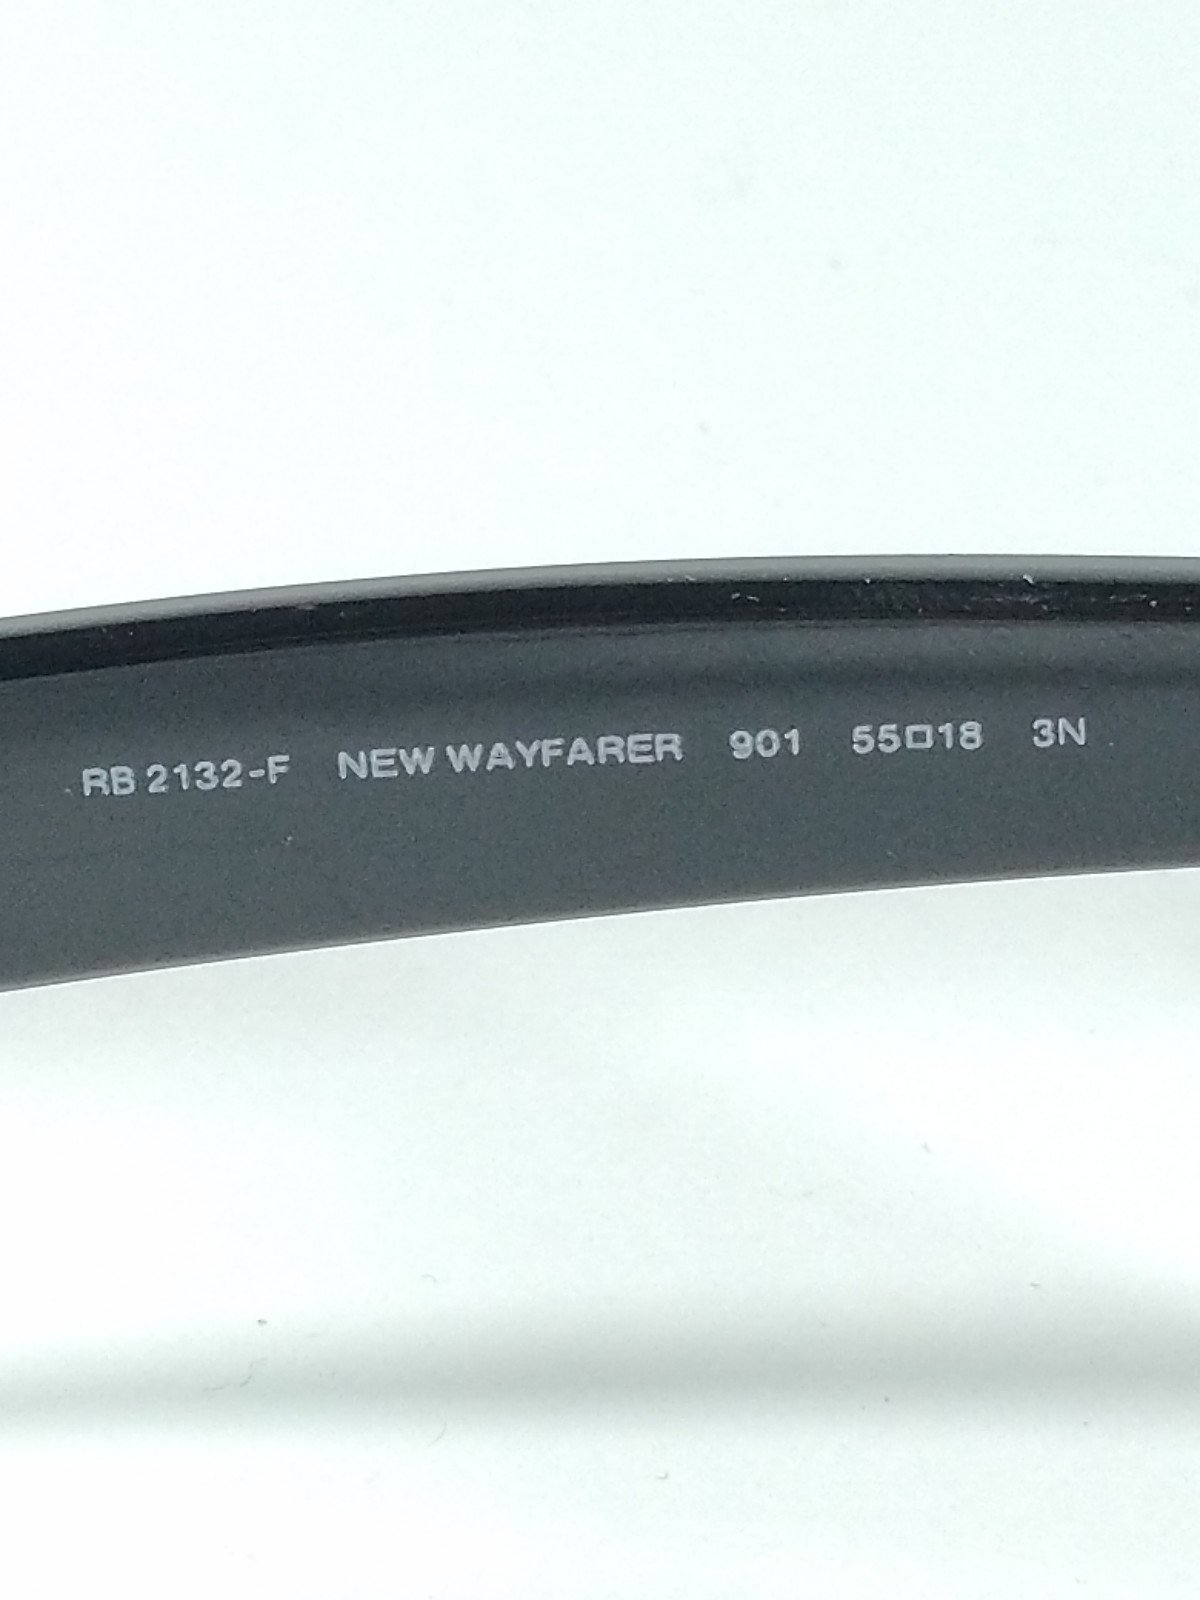 RB 2132-F NEW WAYFARER 901 55□18 3N